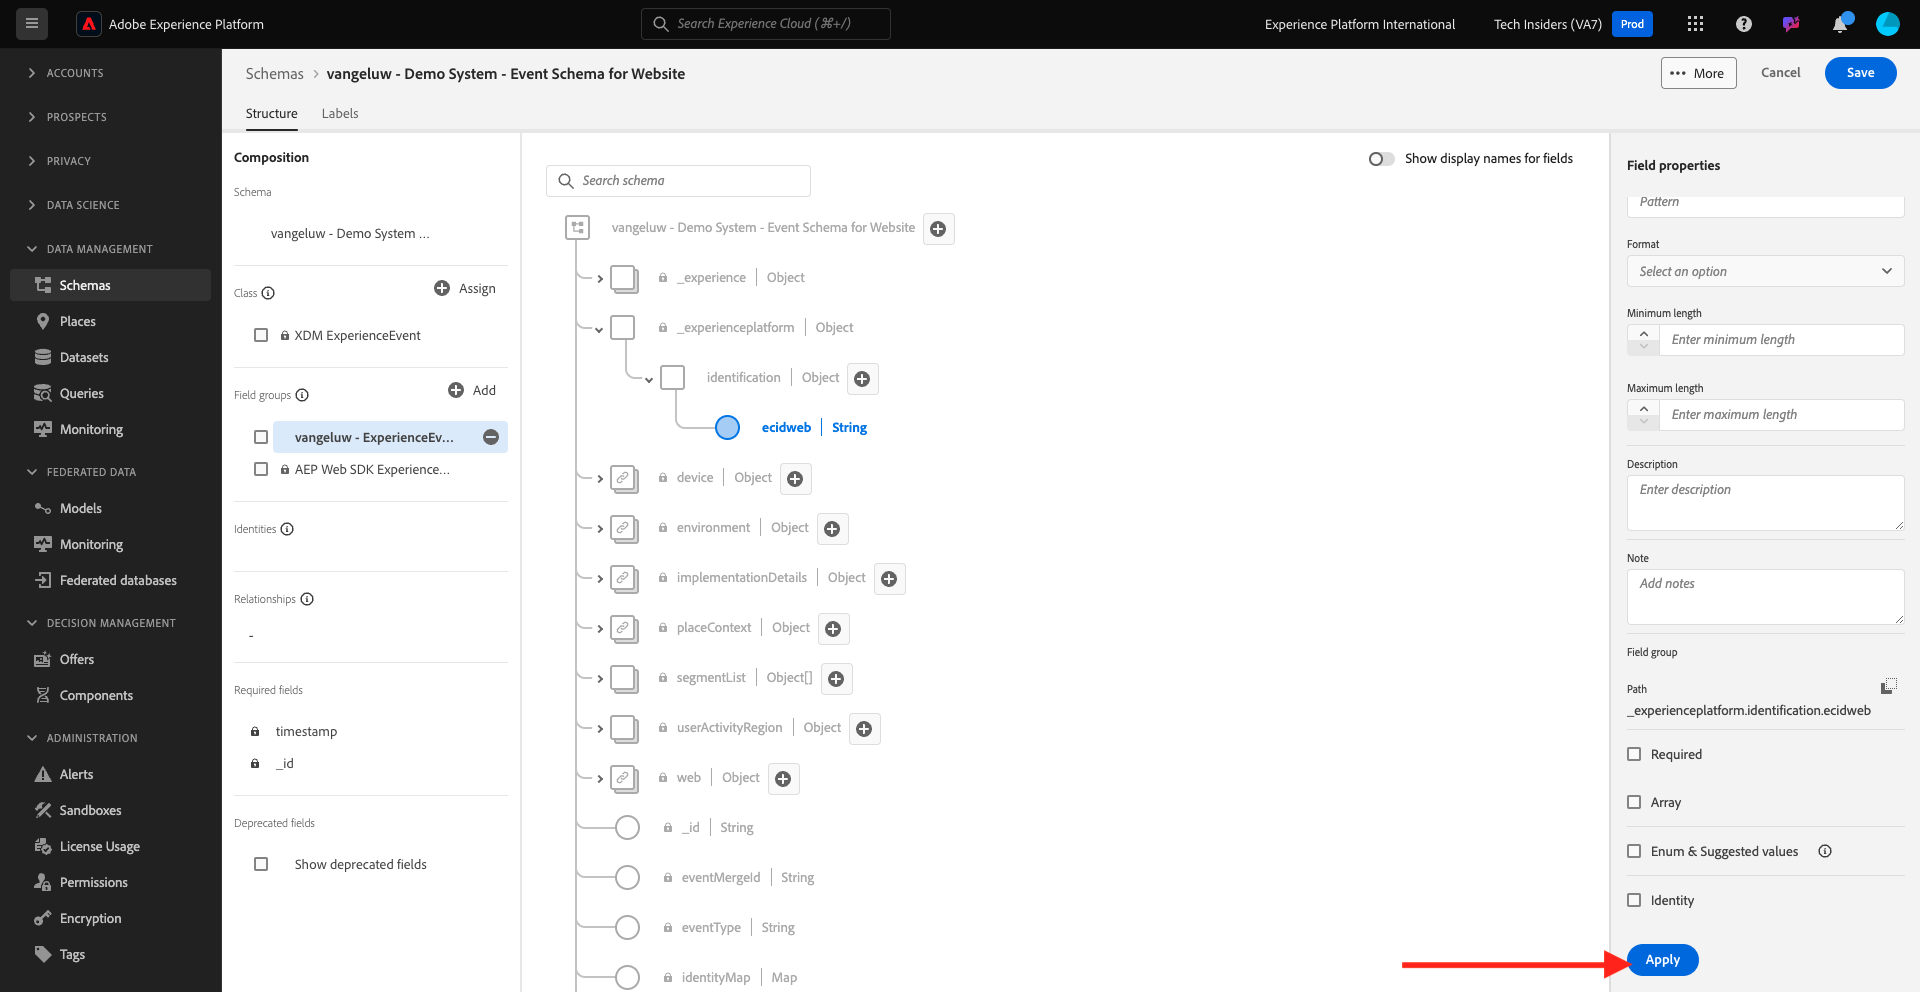 Adobe Experience Platform
Search Experience Cloud (⌘+/)
Experience Platform International
Tech Insiders (VA7)
Prod
ACCOUNTS
PROSPECTS
PRIVACY
DATA SCIENCE
DATA MANAGEMENT
Schemas
Places
Datasets
Queries
Monitoring
FEDERATED DATA
Models
Monitoring
Federated databases
DECISION MANAGEMENT
Offers
Components
ADMINISTRATION
Alerts
Sandboxes
License Usage
Permissions
Encryption
Tags
Schemas > vangeluw - Demo System - Event Schema for Website
More
Cancel
Save
Structure
Labels
Composition
Schema
vangeluw - Demo System ...
Class
Assign
XDM ExperienceEvent
Field groups
Add
vangeluw - ExperienceEv...
AEP Web SDK Experience...
Identities
Relationships
-
Required fields
timestamp
_id
Deprecated fields
Show deprecated fields
Search schema
Show display names for fields
vangeluw - Demo System - Event Schema for Website
_experience | Object
_experienceplatform | Object
identification | Object
ecidweb | String
device | Object
environment | Object
implementationDetails | Object
placeContext | Object
segmentList | Object[]
userActivityRegion | Object
web | Object
_id | String
eventMergeId | String
eventType | String
identityMap | Map
Field properties
Pattern
Format
Select an option
Minimum length
Enter minimum length
Maximum length
Enter maximum length
Description
Enter description
Note
Add notes
Field group
Path
_experienceplatform.identification.ecidweb
Required
Array
Enum & Suggested values
Identity
Apply